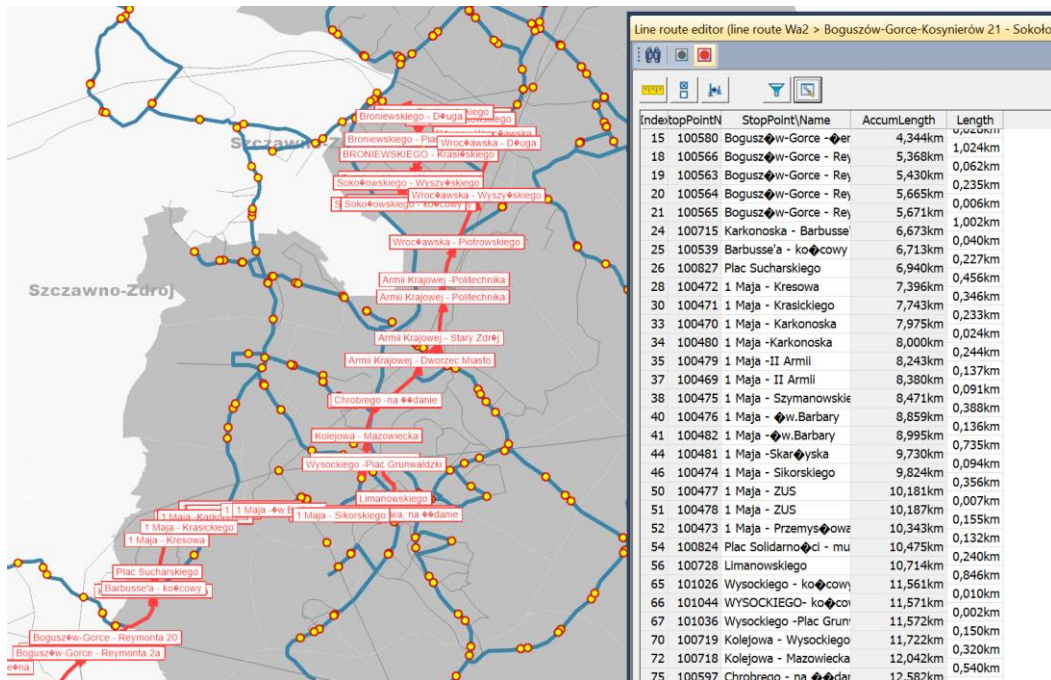 Line route editor (line route Wa2 > Boguszów-Gorce-Kosynierów 21 - Sokoło
Index
topPointN
StopPoint\Name
AccumLength
Length
15 100580 Bogusz�w-Gorce -�er 4,344km
1,024km
18 100566 Bogusz�w-Gorce - Rey 5,368km
0,062km
19 100563 Bogusz�w-Gorce - Rey 5,430km
0,235km
20 100564 Bogusz�w-Gorce - Rey 5,665km
0,006km
21 100565 Bogusz�w-Gorce - Rey 5,671km
1,002km
24 100715 Karkonoska - Barbusse' 6,673km
0,040km
25 100539 Barbusse'a - ko�cowy 6,713km
0,227km
26 100827 Plac Sucharskiego 6,940km
0,456km
28 100472 1 Maja - Kresowa 7,396km
0,346km
30 100471 1 Maja - Krasickiego 7,743km
0,233km
33 100470 1 Maja - Karkonoska 7,975km
0,024km
34 100480 1 Maja -Karkonoska 8,000km
0,244km
35 100479 1 Maja -II Armii 8,243km
0,137km
37 100469 1 Maja - II Armii 8,380km
0,091km
38 100475 1 Maja - Szymanowskie 8,471km
0,388km
40 100476 1 Maja - �w.Barbary 8,859km
0,136km
41 100482 1 Maja -�w.Barbary 8,995km
0,735km
44 100481 1 Maja -Skar�yska 9,730km
0,094km
46 100474 1 Maja - Sikorskiego 9,824km
0,356km
50 100477 1 Maja - ZUS 10,181km
0,007km
51 100478 1 Maja - ZUS 10,187km
0,155km
52 100473 1 Maja - Przemys�owa 10,343km
0,132km
54 100824 Plac Solidarno�ci - mu 10,475km
0,240km
56 100728 Limanowskiego 10,714km
0,846km
65 101026 Wysockiego - ko�cowy 11,561km
0,010km
66 101044 WYSOCKIEGO- ko�cow 11,571km
0,002km
67 101036 Wysockiego -Plac Grun 11,572km
0,150km
70 100719 Kolejowa - Wysockiego 11,722km
0,320km
72 100718 Kolejowa - Mazowiecka 12,042km
0,540km
75 100597 Chrobrego - na ��dar 12,582km
Broniewskiego - D�uga
Wroc�awska - D�uga
BRONIEWSKIEGO - Krasi�skiego
Szczawno-Z
Soko�owskiego - Wyszy�skiego
Wroc�awska - Wyszy�skiego
Soko�owskiego - ko�cowy
Wroc�awska - Piotrowskiego
Armii Krajowej -Politechnika
Armii Krajowej -Politechnika
Szczawno-Zdrój
Armii Krajowej - Stary Zdr�j
Armii Krajowej - Dworzec Miasto
Chrobrego -na ��danie
Kolejowa - Mazowiecka
Wysockiego -Plac Grunwaldzki
Limanowskiego
1 Maja - Sikorskiego
wa, na ��danie
1 Maja - Krasickiego
1 Maja - Kresowa
Plac Sucharskiego
Barbusse'a - ko�cowy
Bogusz�w-Gorce - Reymonta 20
Bogusz�w-Gorce - Reymonta 2a